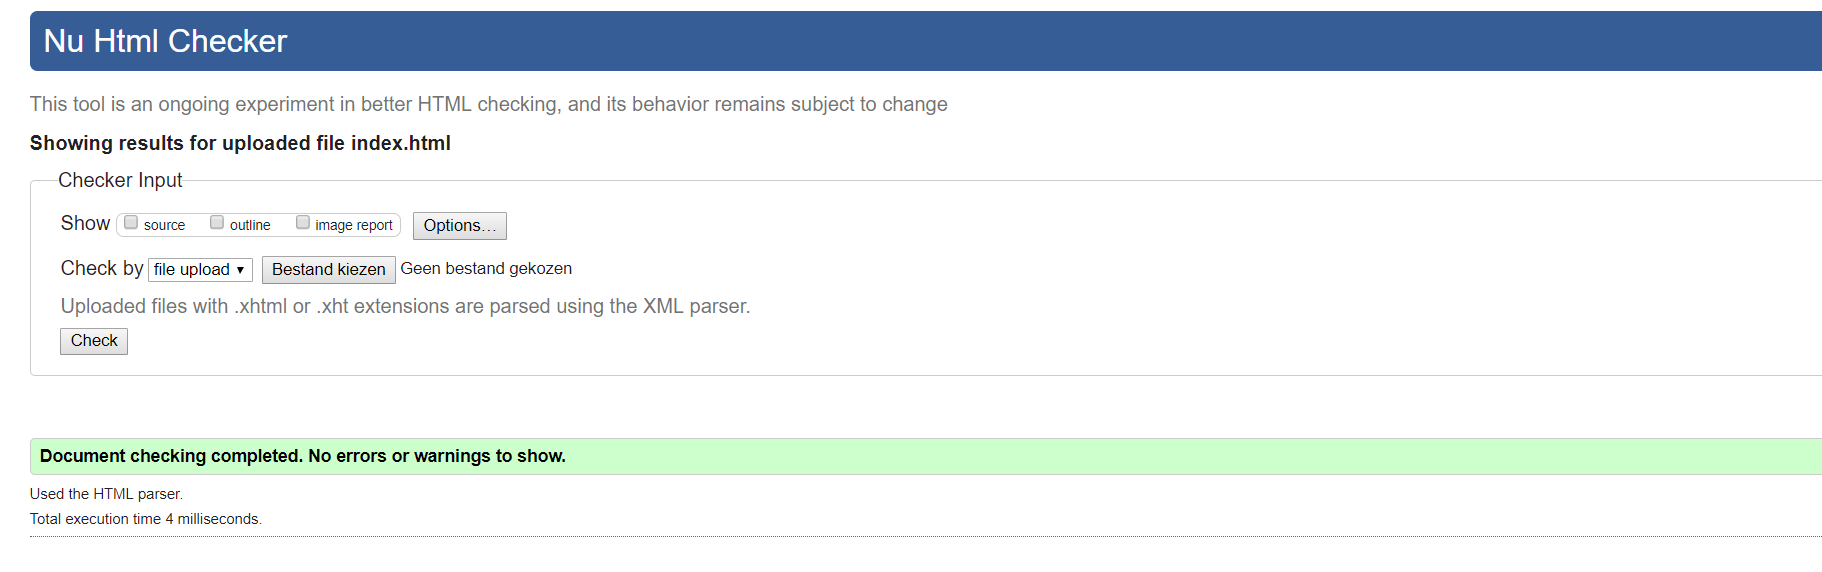 Nu Html Checker
This tool is an ongoing experiment in better HTML checking, and its behavior remains subject to change
Showing results for uploaded file index.html
Checker Input
Show source outline image report Options...
Check by file upload Bestand kiezen Geen bestand gekozen
Uploaded files with .xhtml or .xht extensions are parsed using the XML parser.
Check
Document checking completed. No errors or warnings to show.
Used the HTML parser.
Total execution time 4 milliseconds.